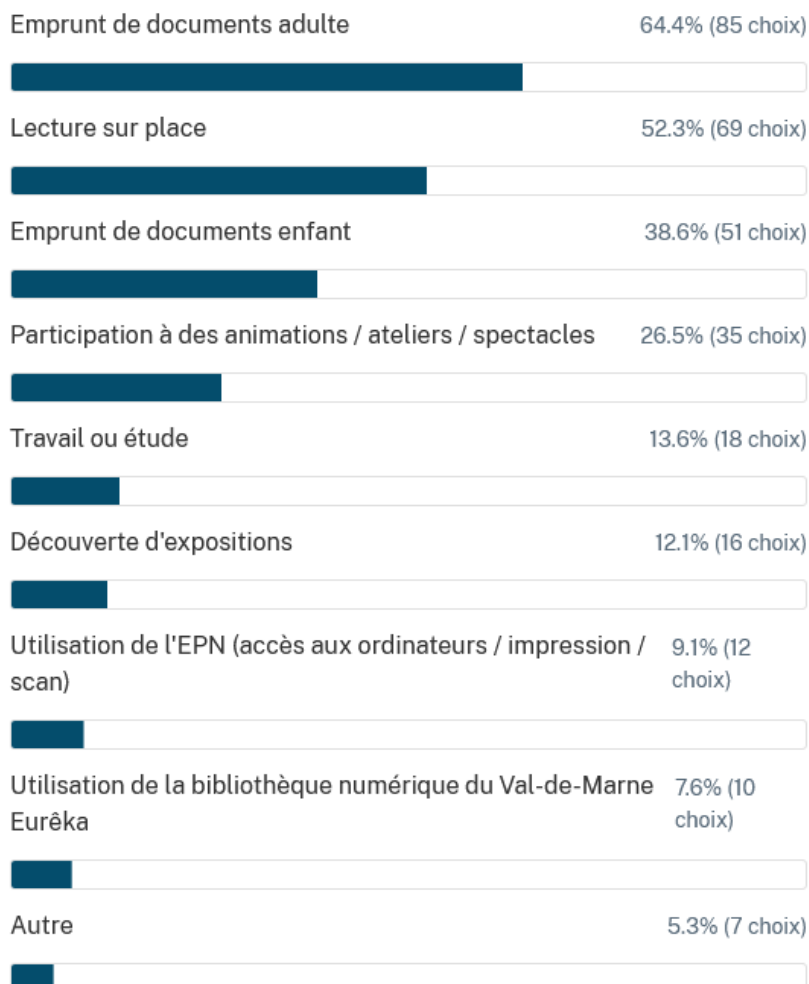 Emprunt de documents adulte 64.4% (85 choix)
Lecture sur place 52.3% (69 choix)
Emprunt de documents enfant 38.6% (51 choix)
Participation à des animations / ateliers / spectacles 26.5% (35 choix)
Travail ou étude 13.6% (18 choix)
Découverte d'expositions 12.1% (16 choix)
Utilisation de l'EPN (accès aux ordinateurs / impression / 9.1% (12
scan) choix)
Utilisation de la bibliothèque numérique du Val-de-Marne 7.6% (10
Eurêka choix)
Autre 5.3% (7 choix)